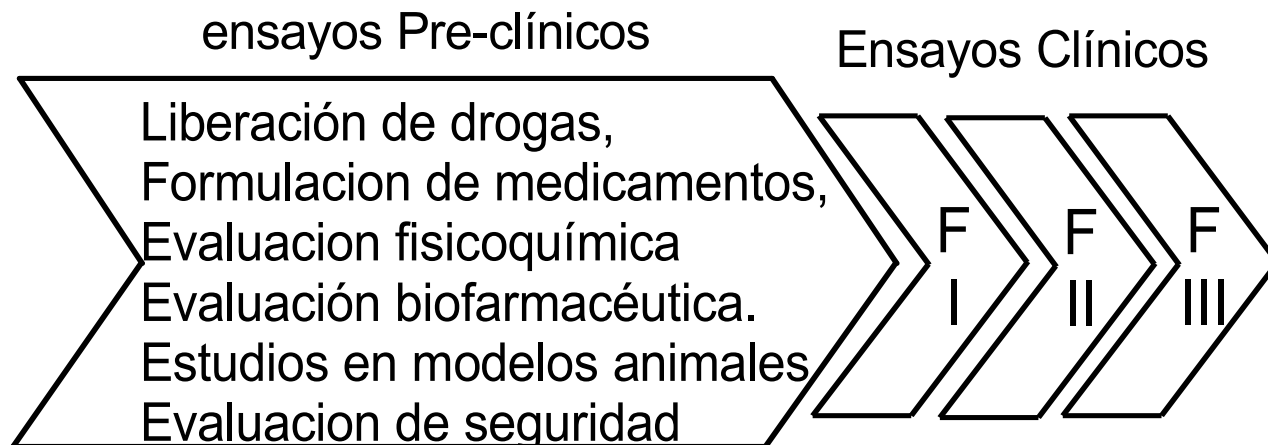 ensayos Pre-clínicos
Ensayos Clínicos
Liberación de drogas,
Formulacion de medicamentos,
Evaluacion fisicoquímica
Evaluación biofarmacéutica.
Estudios en modelos animales
Evaluacion de seguridad
F
I
F
II
F
III